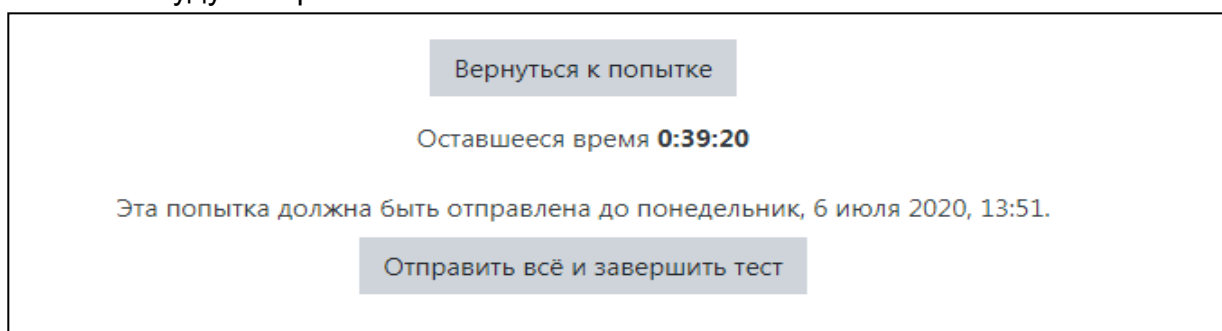 Вернуться к попытке
Оставшееся время 0:39:20
Эта попытка должна быть отправлена до понедельник, 6 июля 2020, 13:51.
Отправить всё и завершить тест